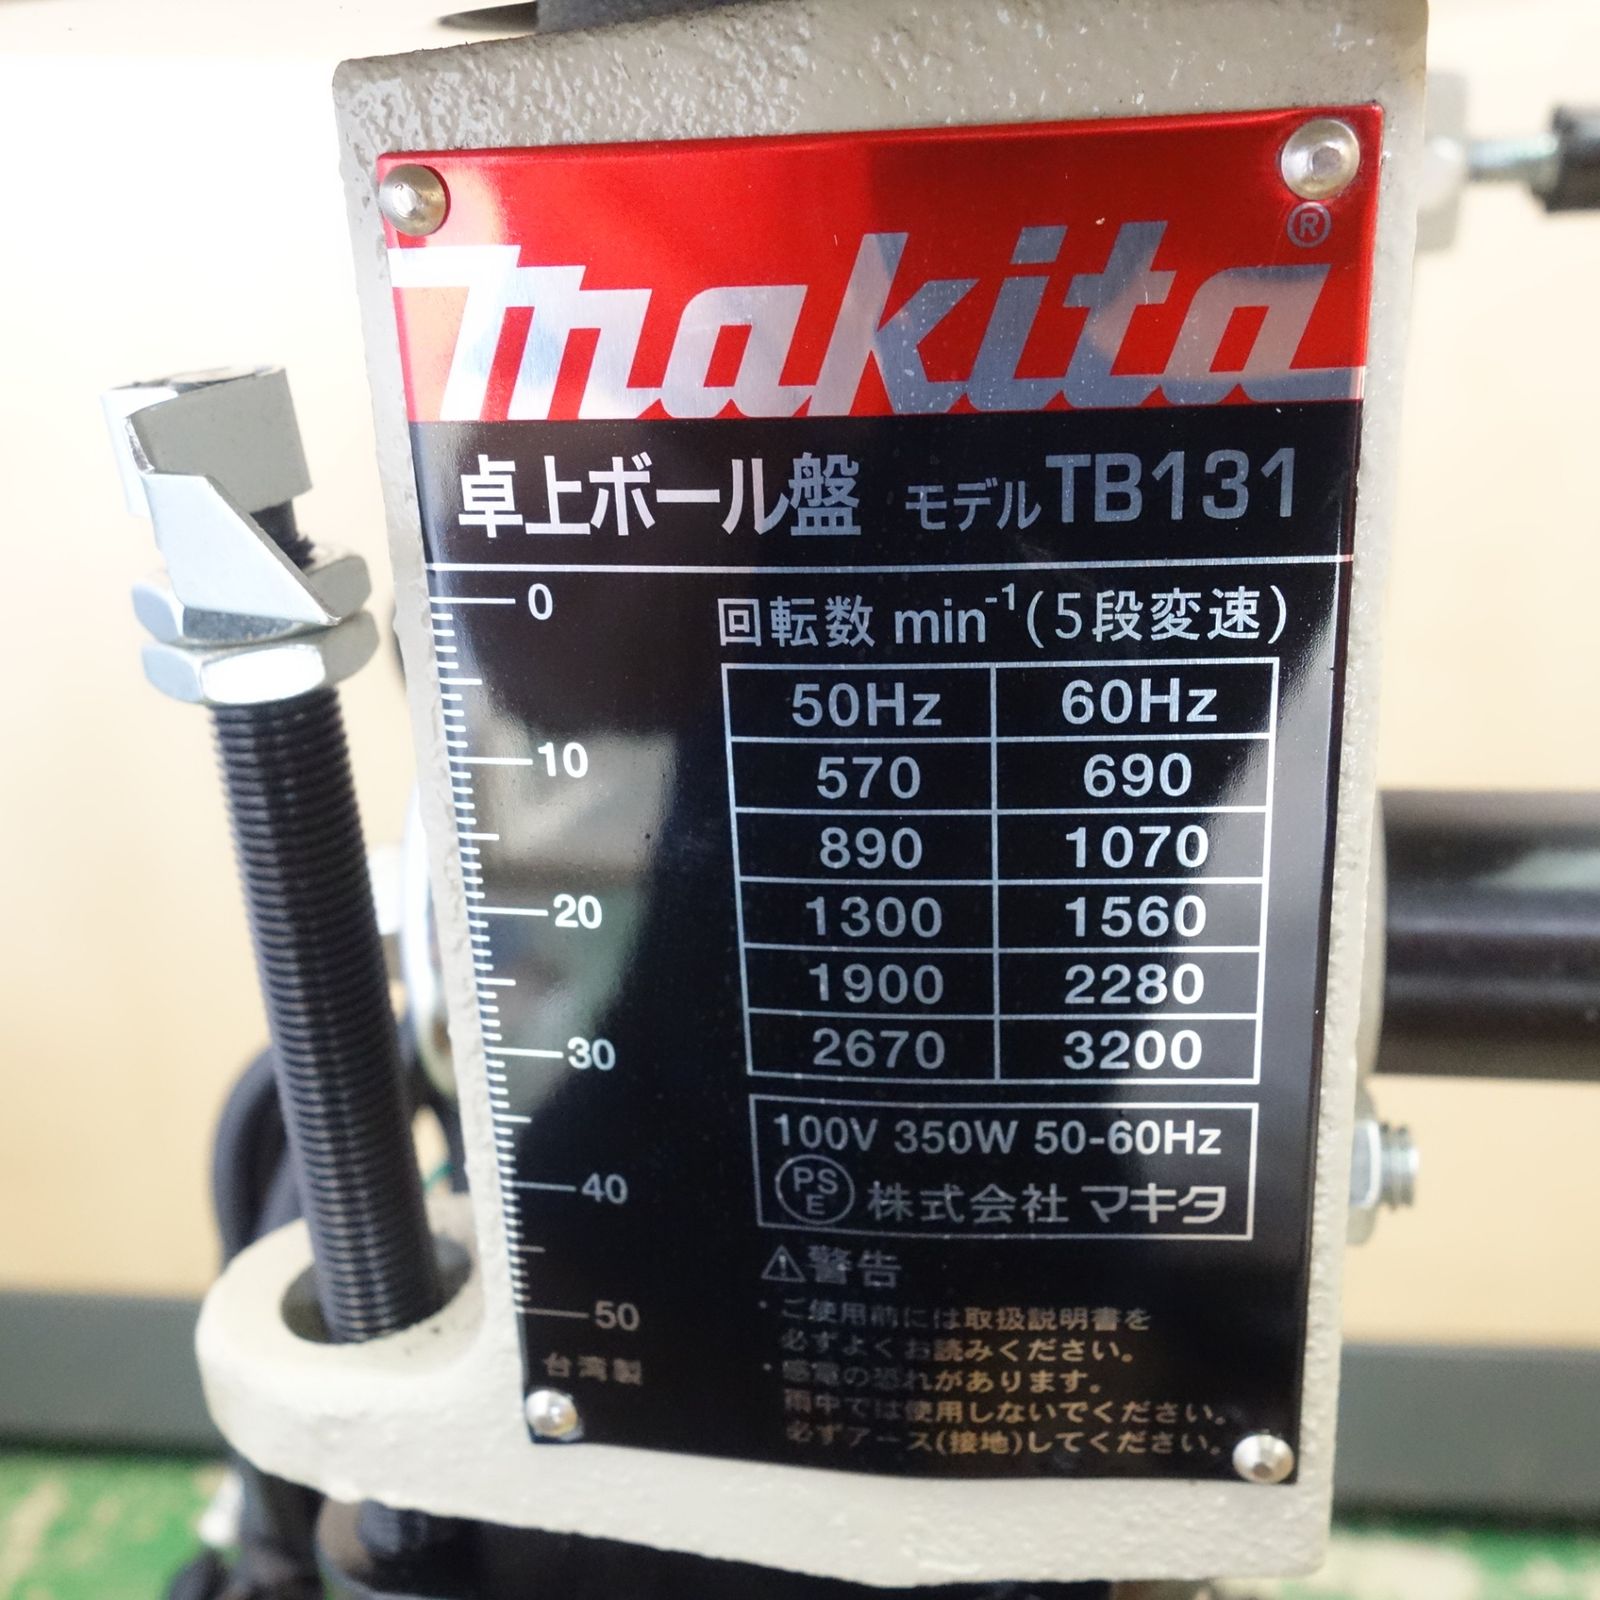 makita®
卓上ボール盤 モデル TB131
0
10
20
30
40
50
台湾製
回転数 min⁻¹ (5段変速)
50Hz 60Hz
570 690
890 1070
1300 1560
1900 2280
2670 3200
100V 350W 50-60Hz
PSE 株式会社 マキタ
⚠警告
・ご使用前には取扱説明書を
必ずよくお読みください。
・感電の恐れがあります。
雨中では使用しないでください。
必ずアース(接地)してください。